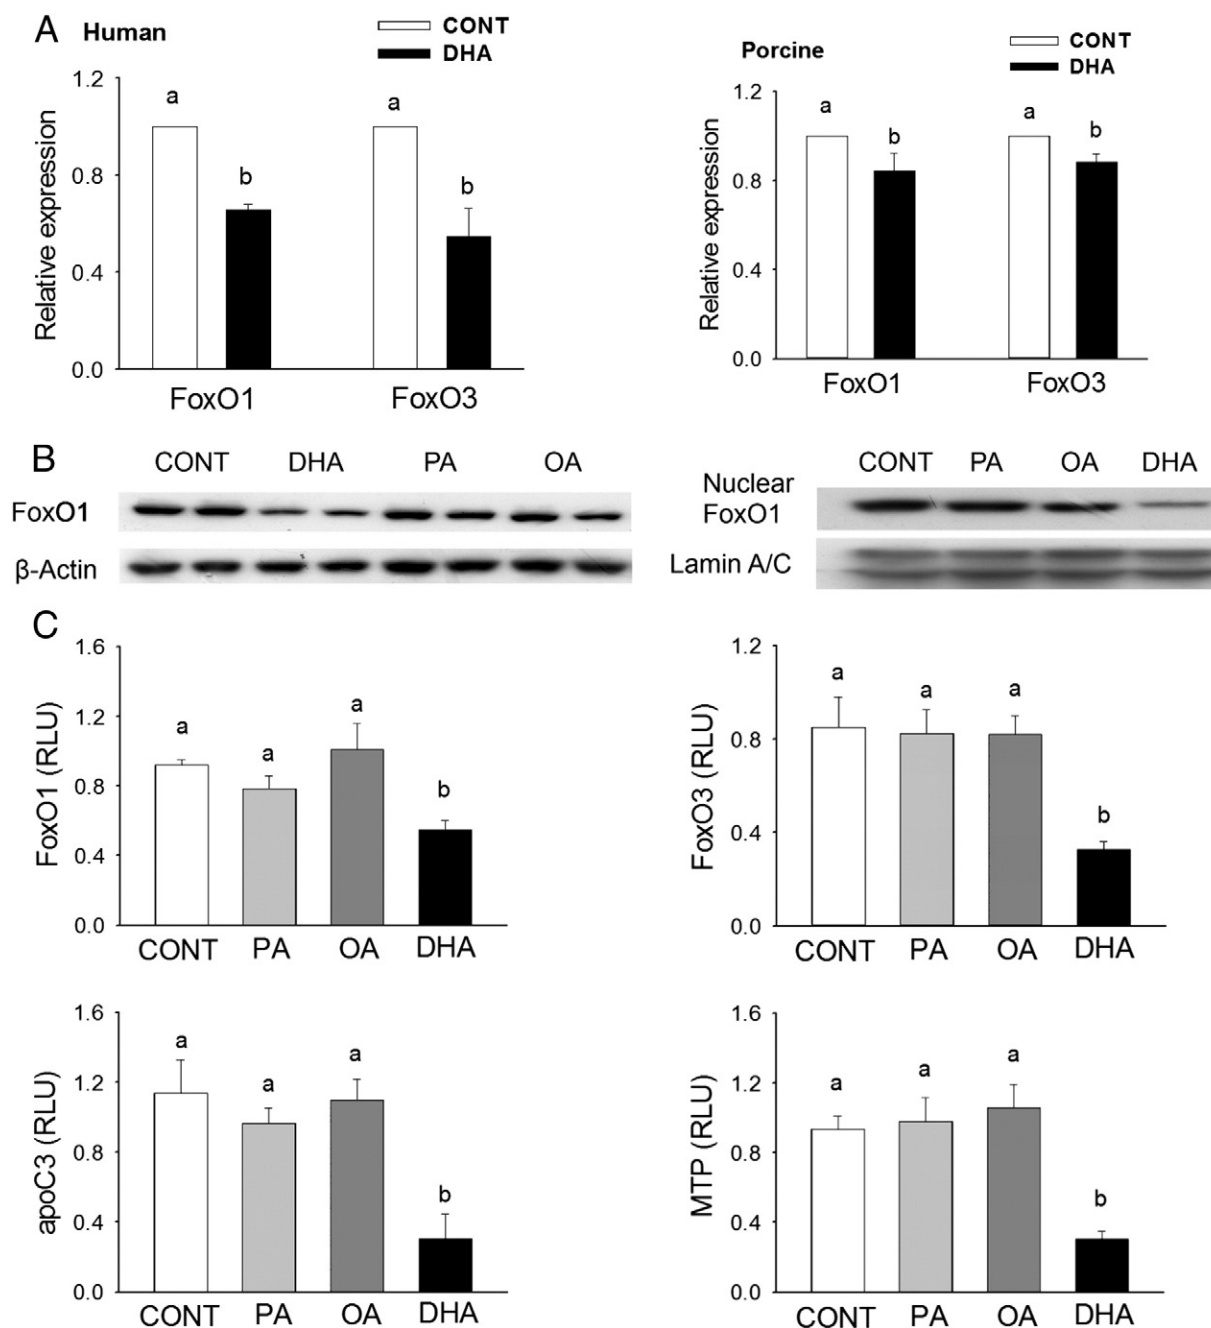 A Human
CONT
DHA
Relative expression
1.2
0.8
0.4
0.0
a
b
a
b
FoxO1
FoxO3
Porcine
CONT
DHA
Relative expression
1.2
0.8
0.4
0.0
a
b
a
b
FoxO1
FoxO3
B
CONT DHA PA OA
FoxO1
β-Actin
CONT PA OA DHA
Nuclear
FoxO1
Lamin A/C
C
FoxO1 (RLU)
1.6
1.2
0.8
0.4
0.0
a
a
a
b
CONT PA OA DHA
FoxO3 (RLU)
1.2
0.8
0.4
0.0
a
a
a
b
CONT PA OA DHA
apoC3 (RLU)
1.6
1.2
0.8
0.4
0.0
a
a
a
b
CONT PA OA DHA
MTP (RLU)
1.6
1.2
0.8
0.4
0.0
a
a
a
b
CONT PA OA DHA